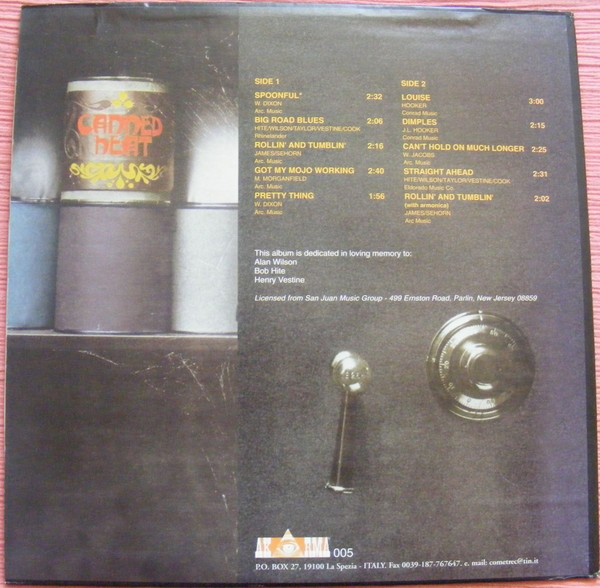 CANNED
HEAT
SIDE 1
SPOONFUL* 2:32
W. DIXON
Arc. Music
BIG ROAD BLUES 2:06
HITE/WILSON/TAYLOR/VESTINE/COOK
Rhinelander
ROLLIN' AND TUMBLIN' 2:16
JAMES/SEHORN
Arc. Music
GOT MY MOJO WORKING 2:40
M. MORGANFIELD
Arc. Music
PRETTY THING 1:56
W. DIXON
Arc. Music
SIDE 2
LOUISE 3:00
HOOKER
Conrad Music
DIMPLES 2:15
J.L. HOOKER
Conrad Music
CAN'T HOLD ON MUCH LONGER 2:25
W. JACOBS
Arc. Music
STRAIGHT AHEAD 2:31
HITE/WILSON/TAYLOR/VESTINE/COOK
Eldorado Music Co.
ROLLIN' AND TUMBLIN' 2:02
(with armonica)
JAMES/SEHORN
Arc Music
This album is dedicated in loving memory to:
Alan Wilson
Bob Hite
Henry Vestine
Licensed from San Juan Music Group - 499 Ernston Road, Parlin, New Jersey 08859
AKARMA 005
P.O. BOX 27, 19100 La Spezia - ITALY. Fax 0039-187-767647. e. mail: cometrec@tin.it